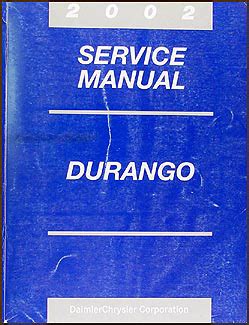 2002
SERVICE
MANUAL
DURANGO
DaimlerChrysler Corporation